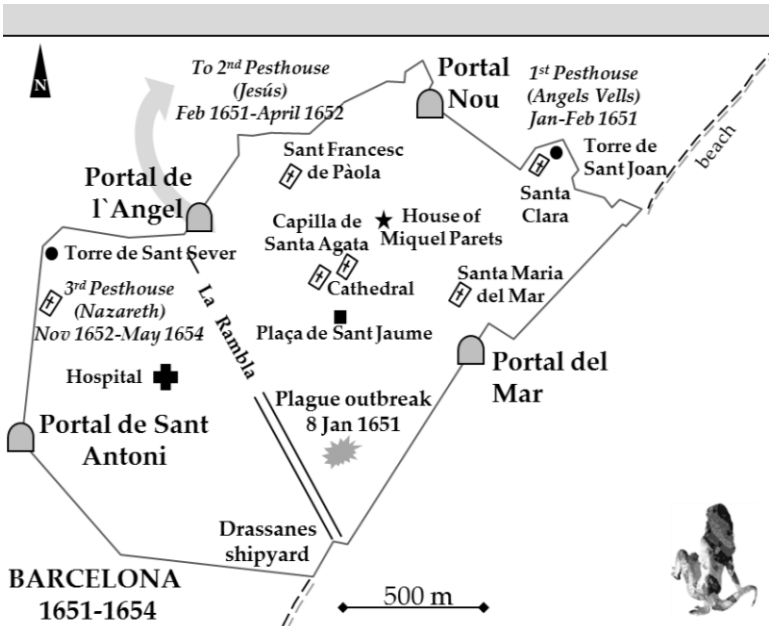 N
To 2nd Pesthouse
(Jesús)
Feb 1651-April 1652
Portal
Nou
1st Pesthouse
(Angels Vells)
Jan-Feb 1651
beach
Torre de
Sant Joan
Santa
Clara
Sant Francesc
de Pàola
Portal de
l`Angel
Capilla de
Santa Agata
House of
Miquel Parets
Torre de Sant Sever
3rd Pesthouse
(Nazareth)
Nov 1652-May 1654
La Rambla
Cathedral
Santa Maria
del Mar
Plaça de Sant Jaume
Hospital
Portal del
Mar
Plague outbreak
8 Jan 1651
Portal de Sant
Antoni
Drassanes
shipyard
BARCELONA
1651-1654
500 m